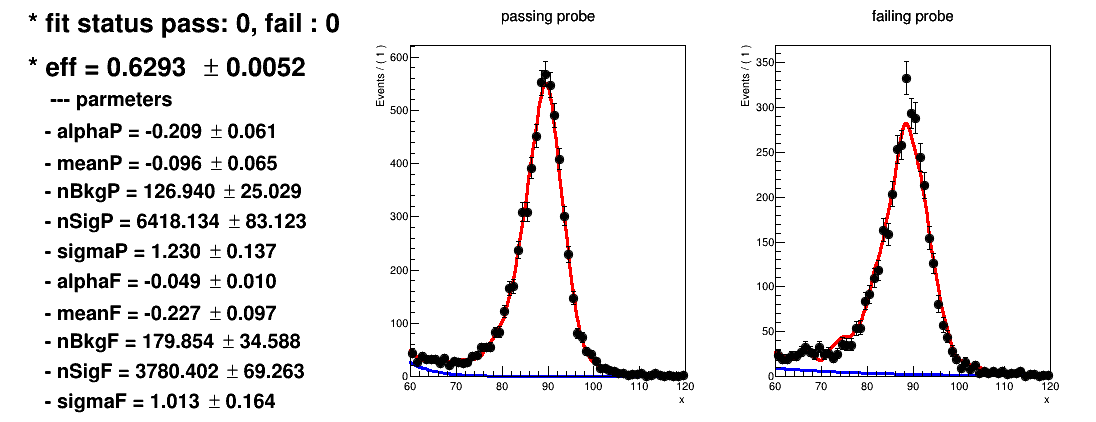 * fit status pass: 0, fail : 0
* eff = 0.6293 ± 0.0052
--- parmeters
- alphaP = -0.209 ± 0.061
- meanP = -0.096 ± 0.065
- nBkgP = 126.940 ± 25.029
- nSigP = 6418.134 ± 83.123
- sigmaP = 1.230 ± 0.137
- alphaF = -0.049 ± 0.010
- meanF = -0.227 ± 0.097
- nBkgF = 179.854 ± 34.588
- nSigF = 3780.402 ± 69.263
- sigmaF = 1.013 ± 0.164
passing probe
Events / ( 1 )
600
500
400
300
200
100
0
60 70 80 90 100 110 120
x
failing probe
Events / ( 1 )
350
300
250
200
150
100
50
0
60 70 80 90 100 110 120
x